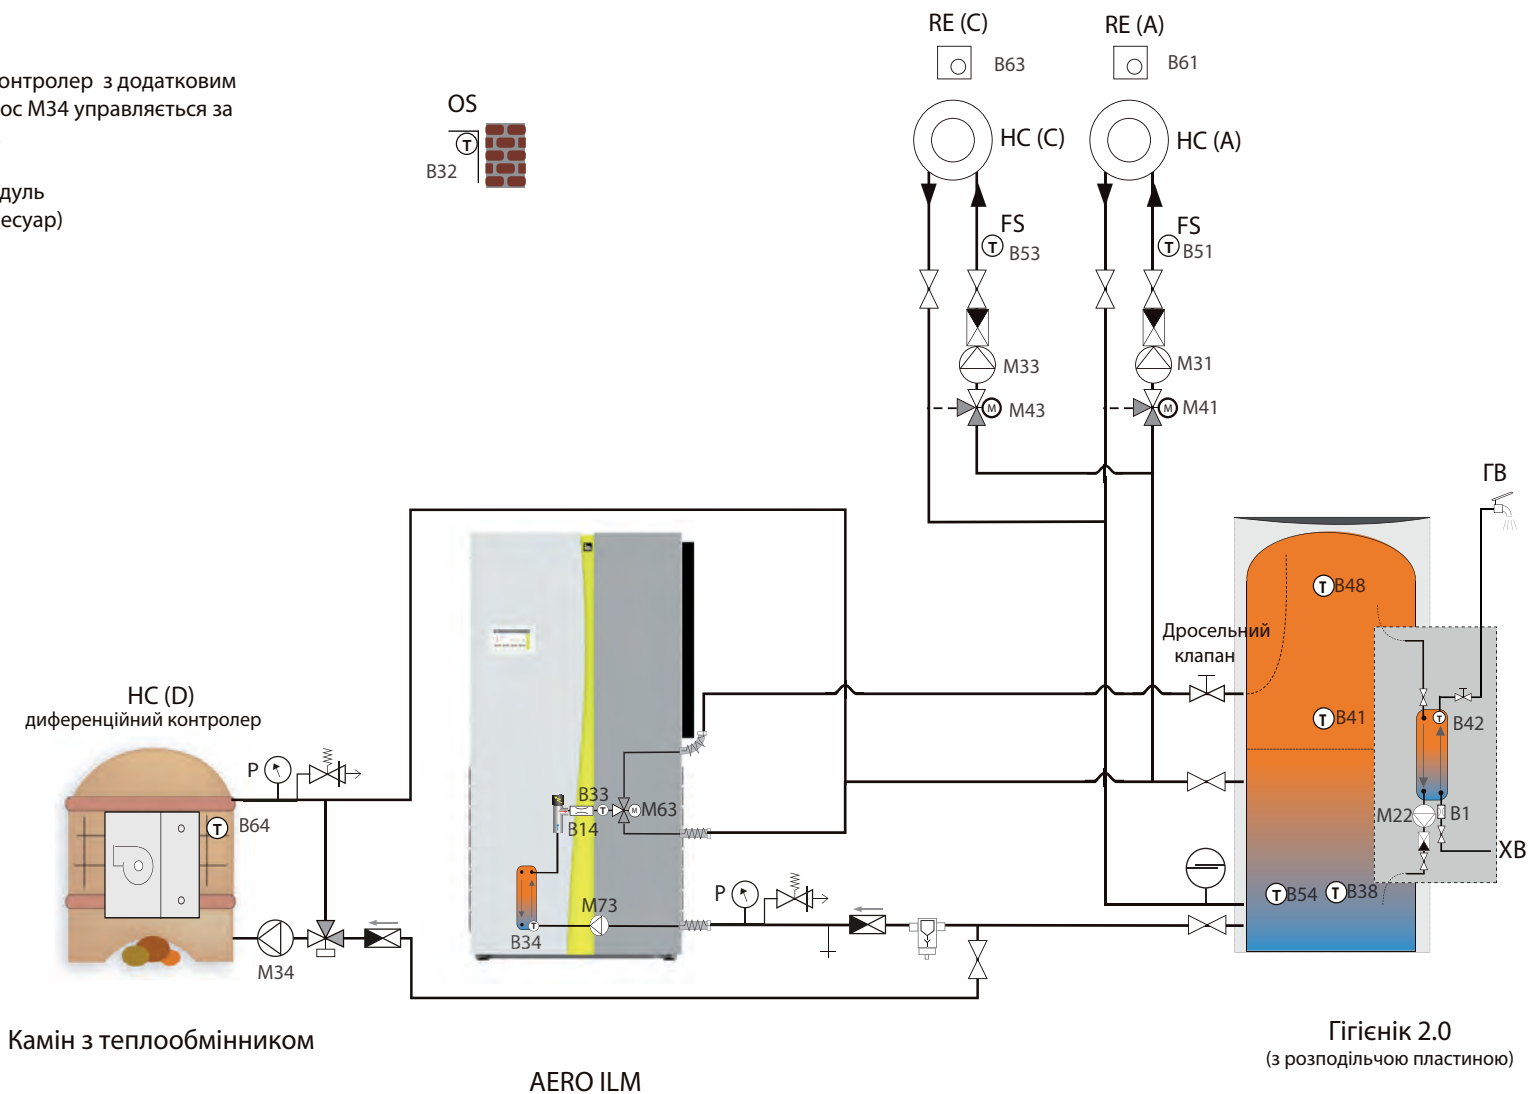 RE (C)
RE (A)
B63
B61
онтролер з додатковим
ос М34 управляється за
дуль
есуар)
OS
T
B32
HC (C)
HC (A)
FS
T
B53
FS
T
B51
M33
M31
M
M43
M
M41
ГВ
T
B48
Дросельний
клапан
HC (D)
диференційний контролер
T
B41
T
B42
P
B33
T
M
M63
B14
T
B64
M22
B1
ХВ
P
M73
T
B54
T
B38
T
B34
M34
Камін з теплообмінником
Гігієнік 2.0
(з розподільчою пластиною)
AERO ILM